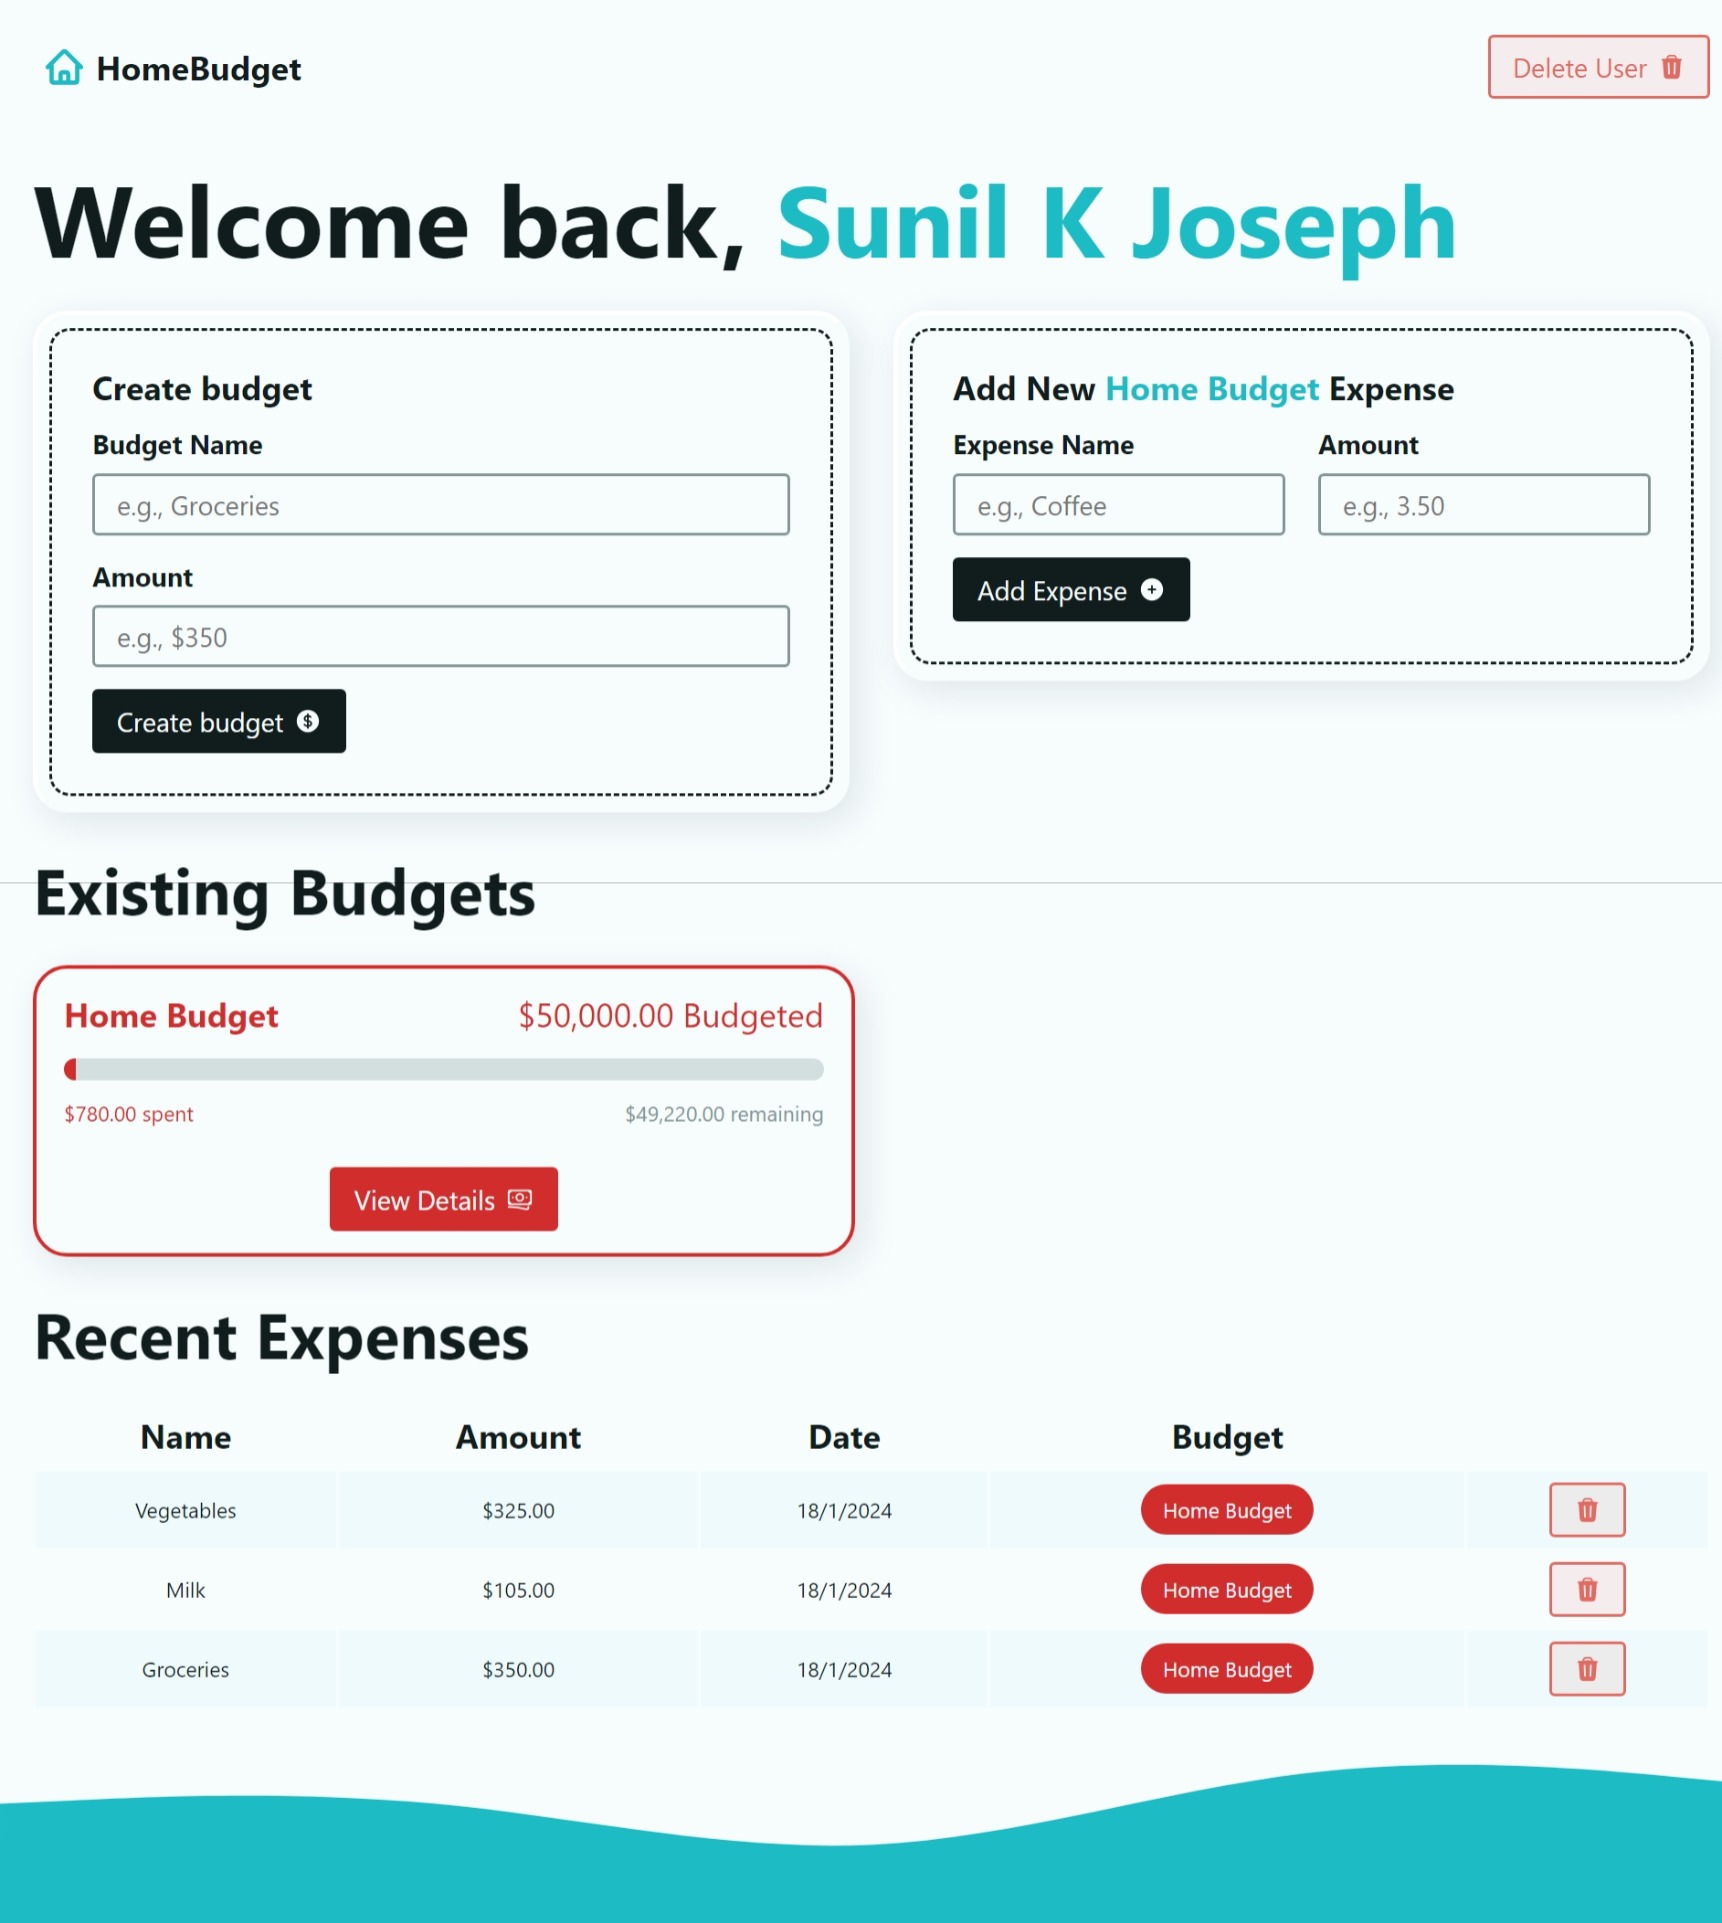 HomeBudget
Delete User
Welcome back, Sunil K Joseph
Create budget
Budget Name
e.g., Groceries
Amount
e.g., $350
Create budget
Add New Home Budget Expense
Expense Name Amount
e.g., Coffee e.g., 3.50
Add Expense
Existing Budgets
Home Budget $50,000.00 Budgeted
$780.00 spent $49,220.00 remaining
View Details
Recent Expenses
Name Amount Date Budget
Vegetables $325.00 18/1/2024 Home Budget
Milk $105.00 18/1/2024 Home Budget
Groceries $350.00 18/1/2024 Home Budget